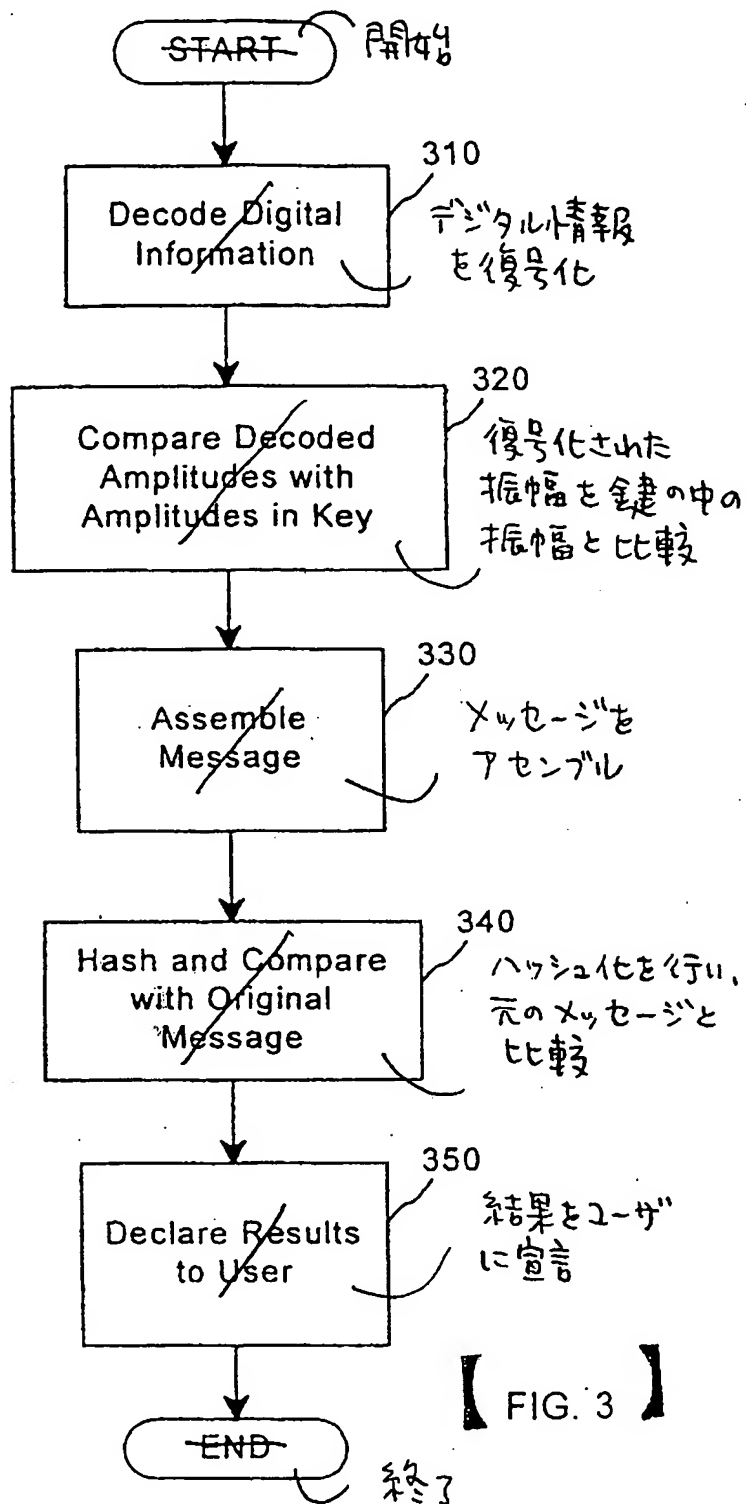 START 開始
310
Decode Digital
Information
デジタル情報
を復号化
320
Compare Decoded
Amplitudes with
Amplitudes in Key
復号化された
振幅を鍵の中の
振幅と比較
330
Assemble
Message
メッセージを
アセンブル
340
Hash and Compare
with Original
Message
ハッシュ化を行い、
元のメッセージと
比較
350
Declare Results
to User
結果をユーザ
に宣言
【 FIG. 3 】
END
終了